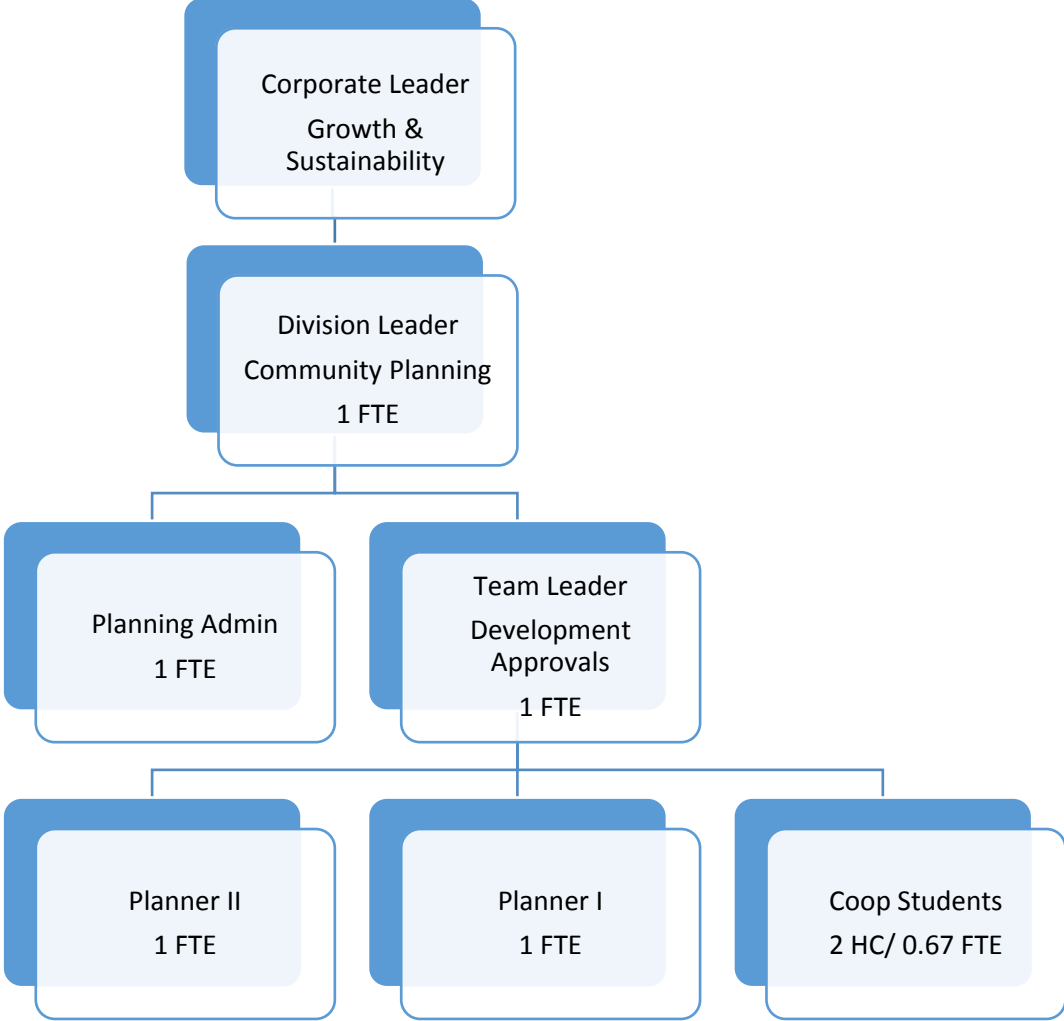 Corporate Leader
Growth &
Sustainability
Division Leader
Community Planning
1 FTE
Planning Admin
1 FTE
Team Leader
Development
Approvals
1 FTE
Planner II
1 FTE
Planner I
1 FTE
Coop Students
2 HC/ 0.67 FTE